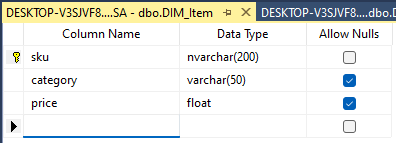 DESKTOP-V3SJVF8....SA - dbo.DIM_Item DESKTOP-V3SJVF8....dbo.D
Column Name Data Type Allow Nulls
sku nvarchar(200)
category varchar(50)
price float